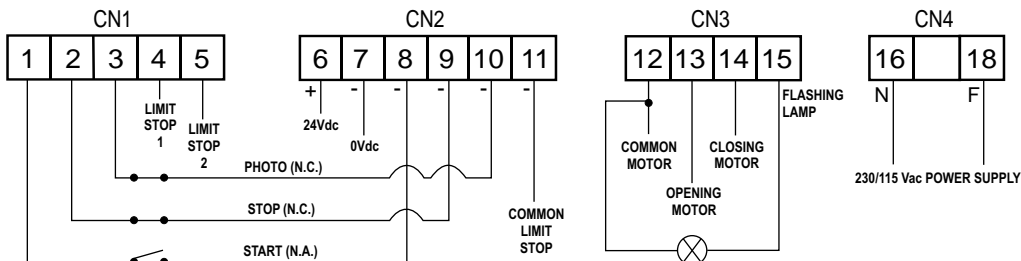 CN1
CN2
CN3
CN4
1 2 3 4 5
6 7 8 9 10 11
12 13 14 15
16 18
+ - - - - -
N F
LIMIT
STOP
1
LIMIT
STOP
2
24Vdc
0Vdc
PHOTO (N.C.)
STOP (N.C.)
START (N.A.)
COMMON
LIMIT
STOP
COMMON
MOTOR
OPENING
MOTOR
CLOSING
MOTOR
FLASHING
LAMP
230/115 Vac POWER SUPPLY